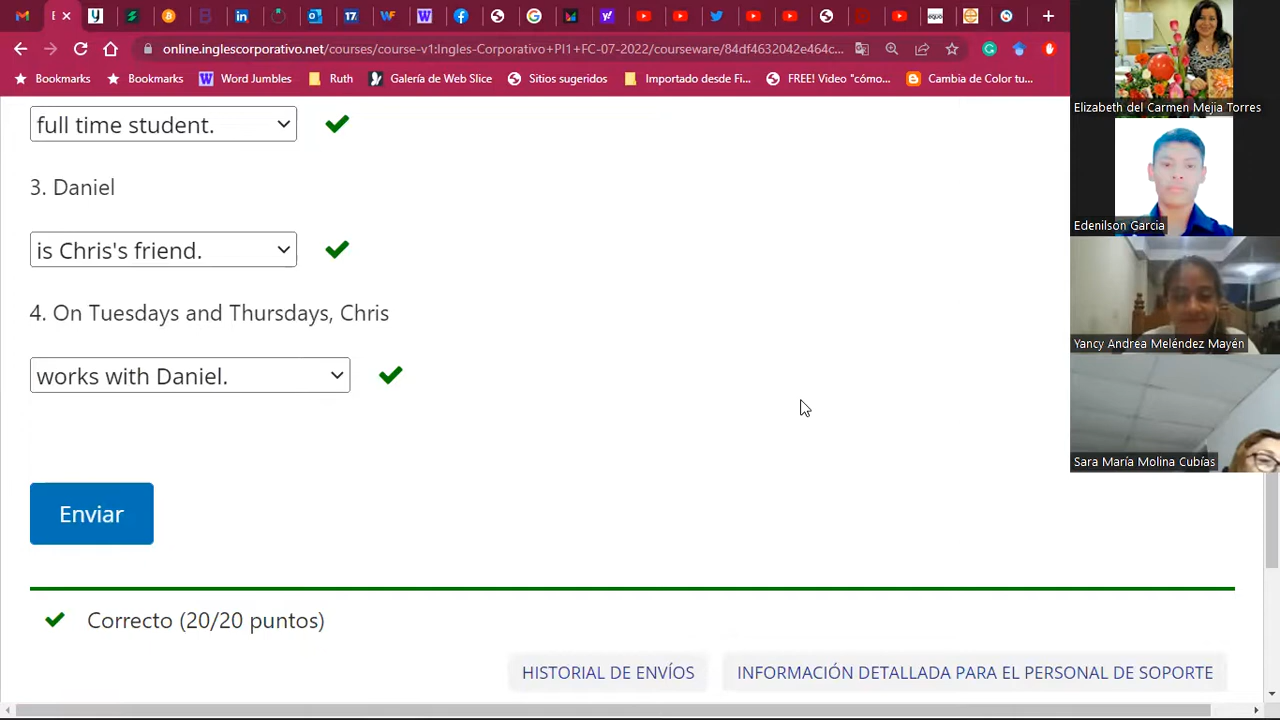 E
17
online.inglescorporativo.net/courses/course-v1:Ingles-Corporativo+PI1+FC-07-2022/courseware/84df4632042e464c...
Bookmarks Bookmarks Word Jumbles Ruth Galería de Web Slice Sitios sugeridos Importado desde Fi... FREE! Video "cómo... Cambia de Color tu...
Elizabeth del Carmen Mejia Torres
full time student.
3. Daniel
Edenilson Garcia
is Chris's friend.
4. On Tuesdays and Thursdays, Chris
Yancy Andrea Meléndez Mayén
works with Daniel.
Sara María Molina Cubías
Enviar
Correcto (20/20 puntos)
HISTORIAL DE ENVÍOS INFORMACIÓN DETALLADA PARA EL PERSONAL DE SOPORTE